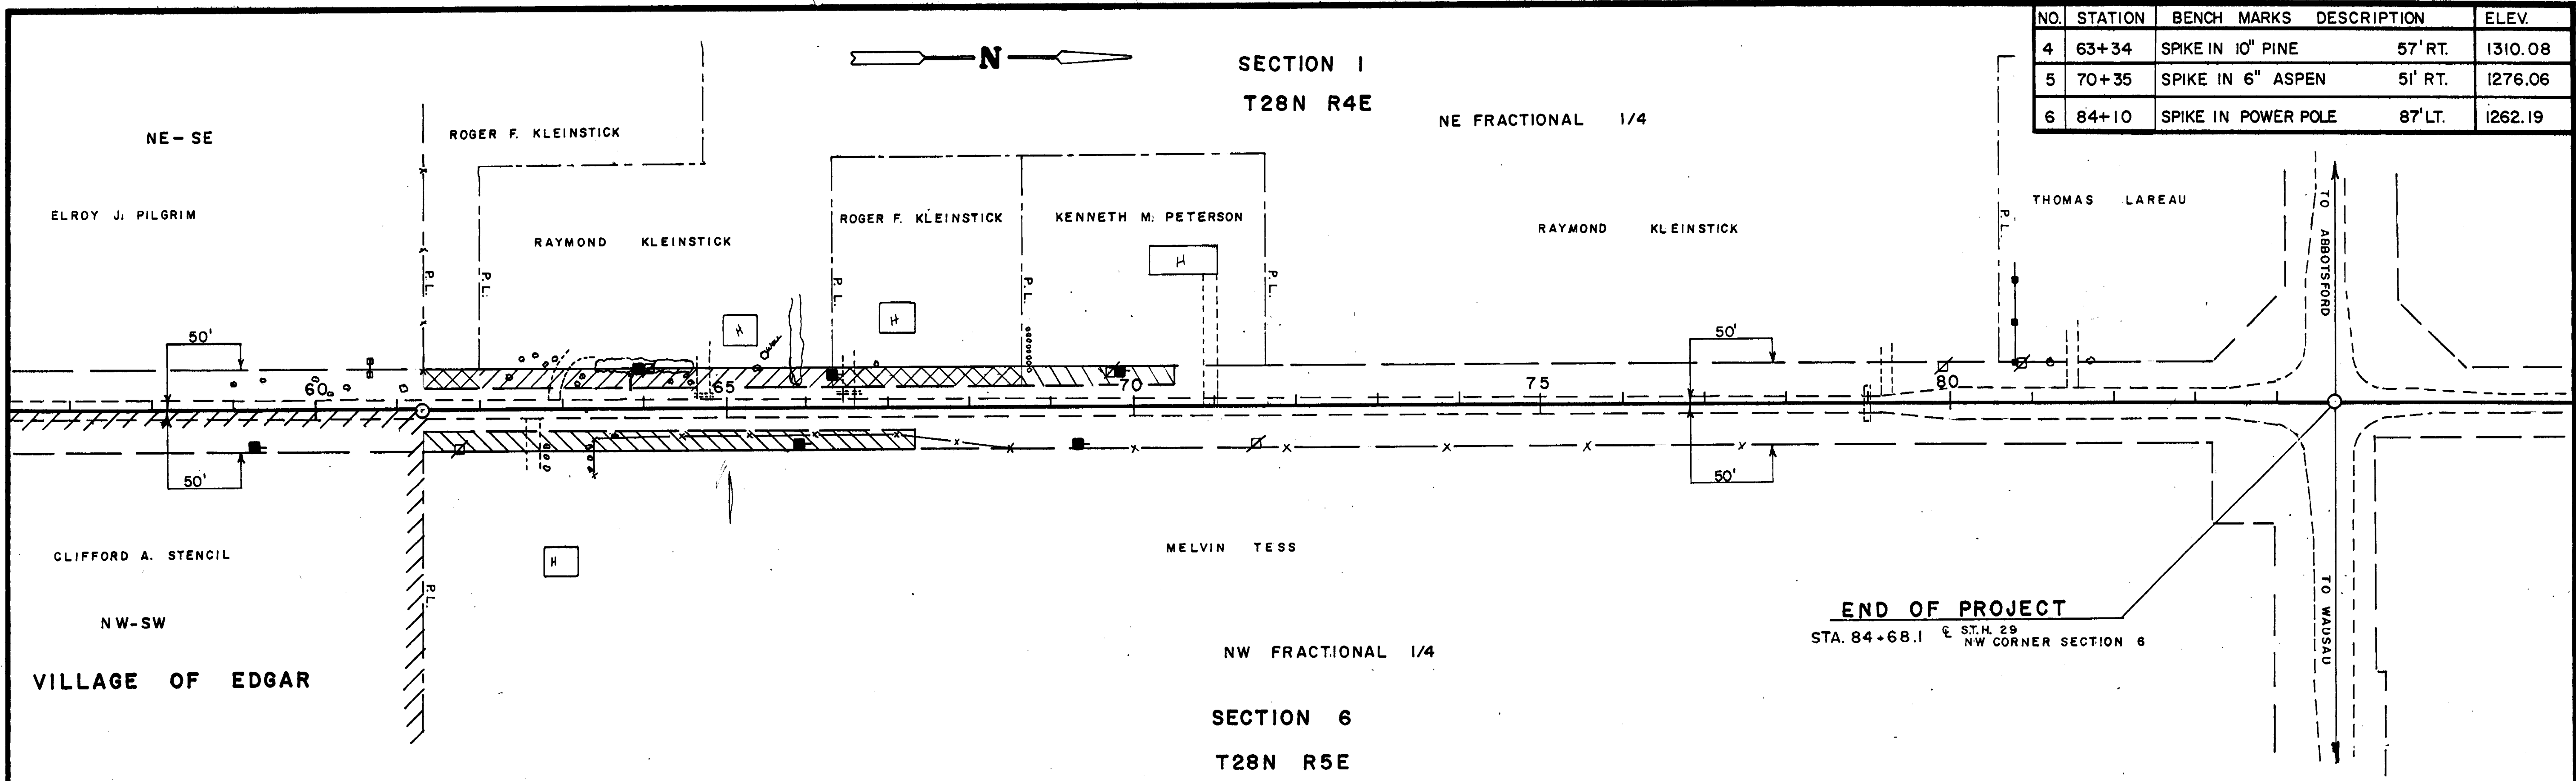 NO. STATION BENCH MARKS DESCRIPTION ELEV.
4 63+34 SPIKE IN 10" PINE 57' RT. 1310.08
5 70+35 SPIKE IN 6" ASPEN 51' RT. 1276.06
6 84+10 SPIKE IN POWER POLE 87' LT. 1262.19
N
SECTION 1
T28N R4E
NE FRACTIONAL 1/4
NE-SE
ELROY J. PILGRIM
ROGER F. KLEINSTICK
RAYMOND KLEINSTICK
ROGER F. KLEINSTICK
KENNETH M. PETERSON
RAYMOND KLEINSTICK
THOMAS LAREAU
TO ABBOTSFORD
P.L.
P.L.
P.L.
P.L.
P.L.
P.L.
H
H
H
50'
50'
60
65
70
75
80
50'
50'
H
P.L.
CLIFFORD A. STENCIL
NW-SW
VILLAGE OF EDGAR
MELVIN TESS
NW FRACTIONAL 1/4
SECTION 6
T28N R5E
END OF PROJECT
STA. 84+68.1 ℄ S.T.H. 29
NW CORNER SECTION 6
TO WAUSAU